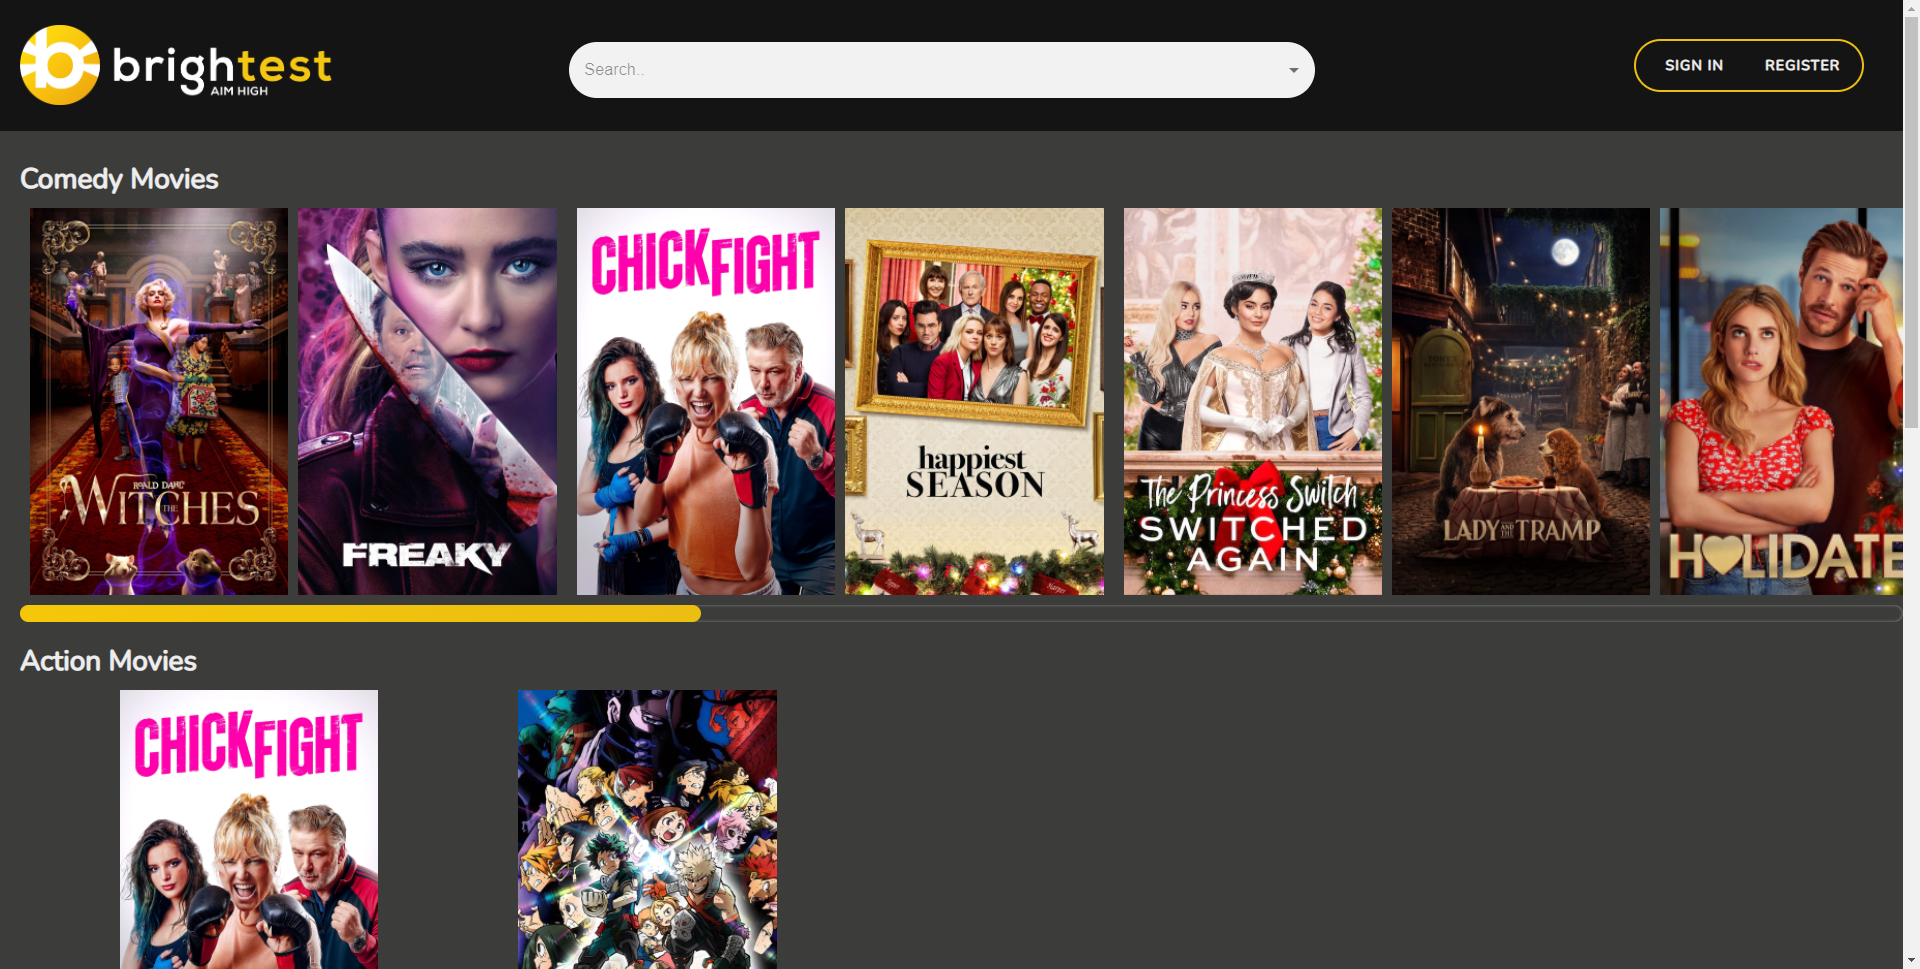 brightest
AIM HIGH
Search..
SIGN IN
REGISTER
Comedy Movies
ROALD DAHL'S
THE
WITCHES
FREAKY
CHICK FIGHT
happiest
SEASON
The Princess Switch
SWITCHED
AGAIN
LADY AND THE TRAMP
HOLIDATE
Action Movies
CHICK FIGHT